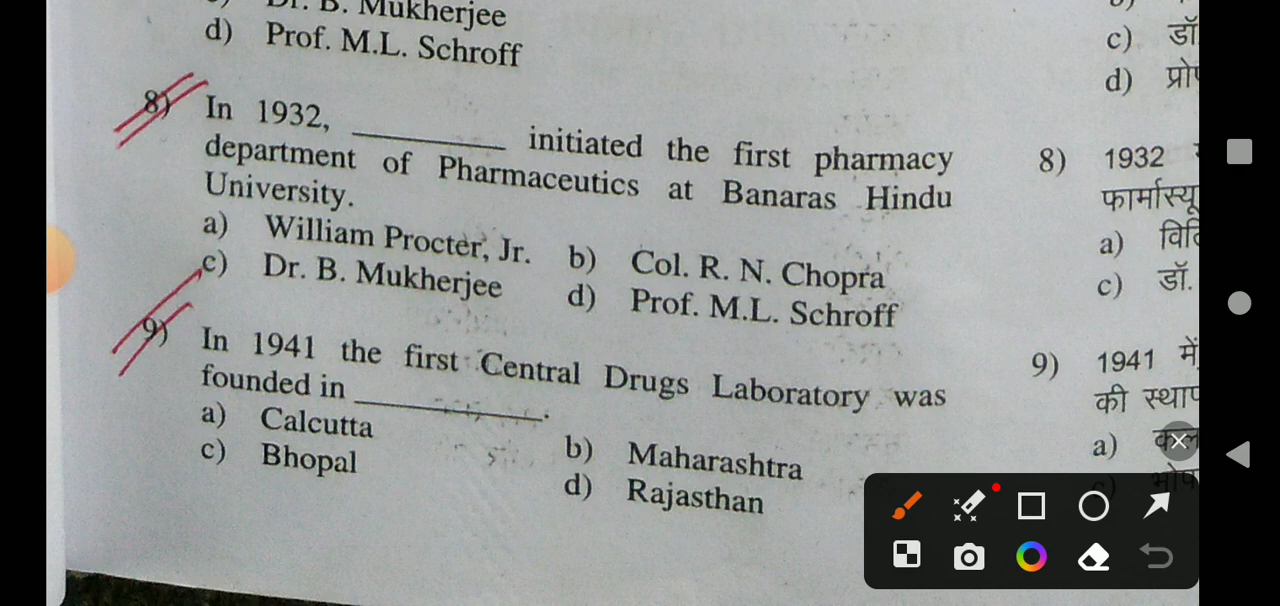 Dr. B. Mukherjee
d) Prof. M.L. Schroff
8) In 1932, ________ initiated the first pharmacy
department of Pharmaceutics at Banaras Hindu
University.
a) William Procter, Jr. b) Col. R. N. Chopra
c) Dr. B. Mukherjee d) Prof. M.L. Schroff
9) In 1941 the first Central Drugs Laboratory was
founded in ________.
a) Calcutta b) Maharashtra
c) Bhopal d) Rajasthan
c) डॉ
d)
8) 1932
a)
c) डॉ.
9) 1941 में
की
a)
c)